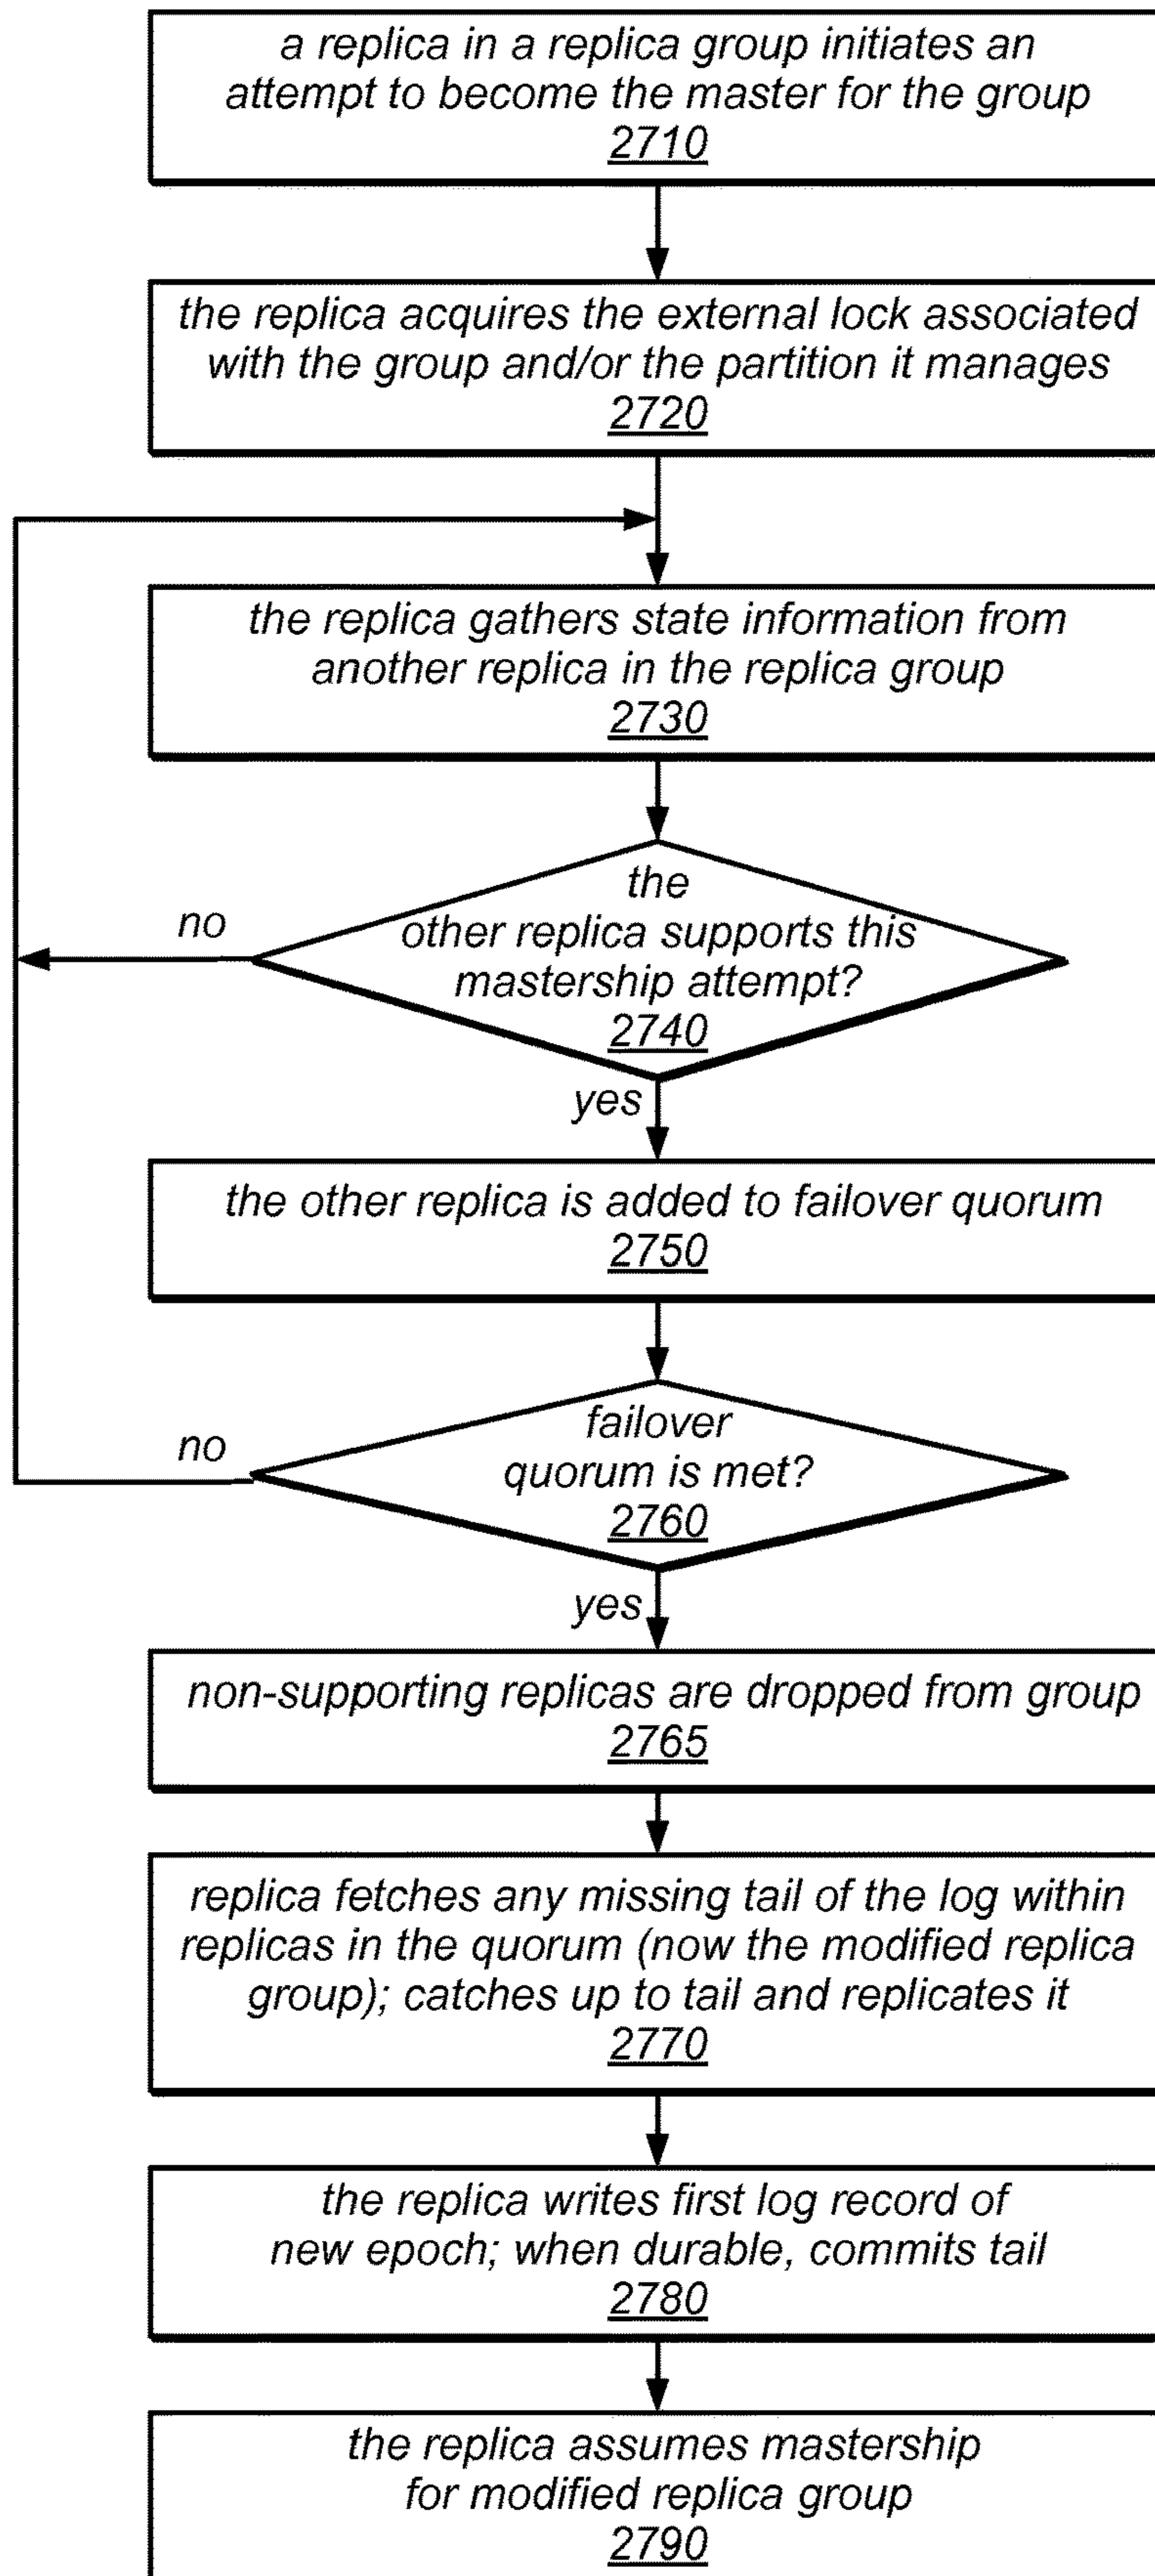 a replica in a replica group initiates an
attempt to become the master for the group
2710
the replica acquires the external lock associated
with the group and/or the partition it manages
2720
the replica gathers state information from
another replica in the replica group
2730
the
other replica supports this
mastership attempt?
2740
no
yes
the other replica is added to failover quorum
2750
failover
quorum is met?
2760
no
yes
non-supporting replicas are dropped from group
2765
replica fetches any missing tail of the log within
replicas in the quorum (now the modified replica
group); catches up to tail and replicates it
2770
the replica writes first log record of
new epoch; when durable, commits tail
2780
the replica assumes mastership
for modified replica group
2790